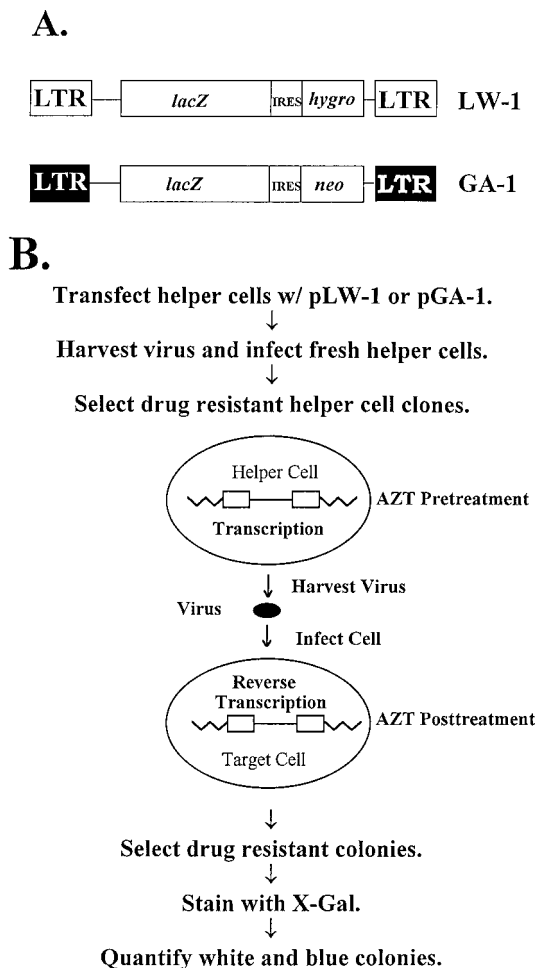 A.
LTR lacZ IRES hygro LTR LW-1
LTR lacZ IRES neo LTR GA-1
B.
Transfect helper cells w/ pLW-1 or pGA-1.
↓
Harvest virus and infect fresh helper cells.
↓
Select drug resistant helper cell clones.
Helper Cell
AZT Pretreatment
Transcription
↓ Harvest Virus
Virus
↓ Infect Cell
Reverse
Transcription
AZT Posttreatment
Target Cell
↓
Select drug resistant colonies.
↓
Stain with X-Gal.
↓
Quantify white and blue colonies.